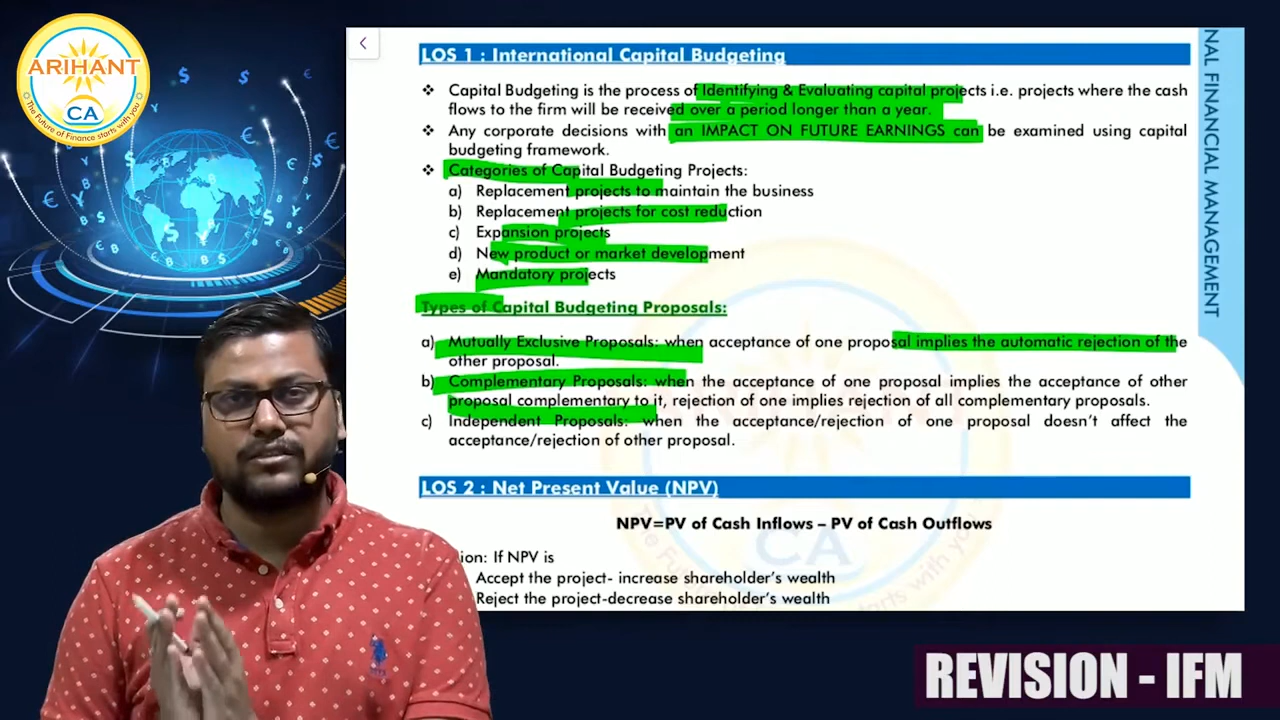 ARIHANT
CA
The Future of Finance starts with you
LOS 1 : International Capital Budgeting
❖ Capital Budgeting is the process of Identifying & Evaluating capital projects i.e. projects where the cash
flows to the firm will be received over a period longer than a year.
❖ Any corporate decisions with an IMPACT ON FUTURE EARNINGS can be examined using capital
budgeting framework.
❖ Categories of Capital Budgeting Projects:
a) Replacement projects to maintain the business
b) Replacement projects for cost reduction
c) Expansion projects
d) New product or market development
e) Mandatory projects
Types of Capital Budgeting Proposals:
a) Mutually Exclusive Proposals: when acceptance of one proposal implies the automatic rejection of the
other proposal.
b) Complementary Proposals: when the acceptance of one proposal implies the acceptance of other
proposal complementary to it, rejection of one implies rejection of all complementary proposals.
c) Independent Proposals: when the acceptance/rejection of one proposal doesn't affect the
acceptance/rejection of other proposal.
LOS 2 : Net Present Value (NPV)
NPV=PV of Cash Inflows – PV of Cash Outflows
ion: If NPV is
Accept the project- increase shareholder's wealth
Reject the project-decrease shareholder's wealth
NAL FINANCIAL MANAGEMENT
REVISION - IFM